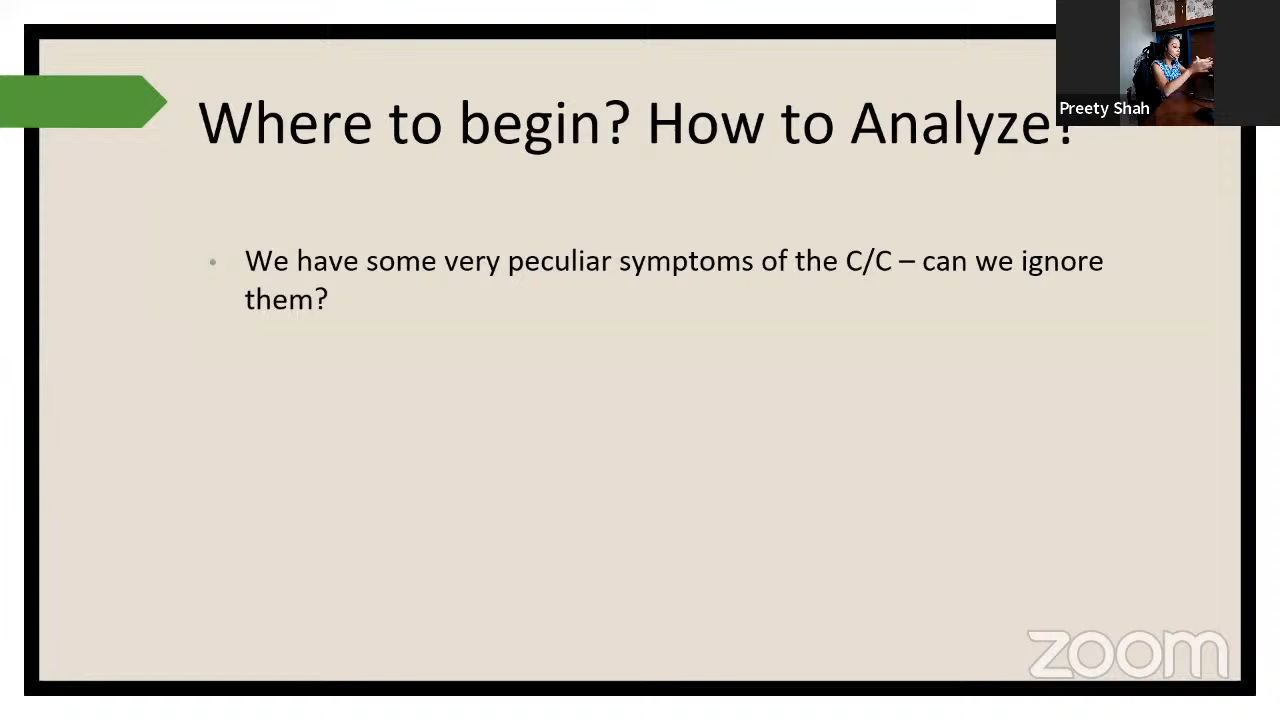 Preety Shah
Where to begin? How to Analyze?
• We have some very peculiar symptoms of the C/C – can we ignore
them?
zoom